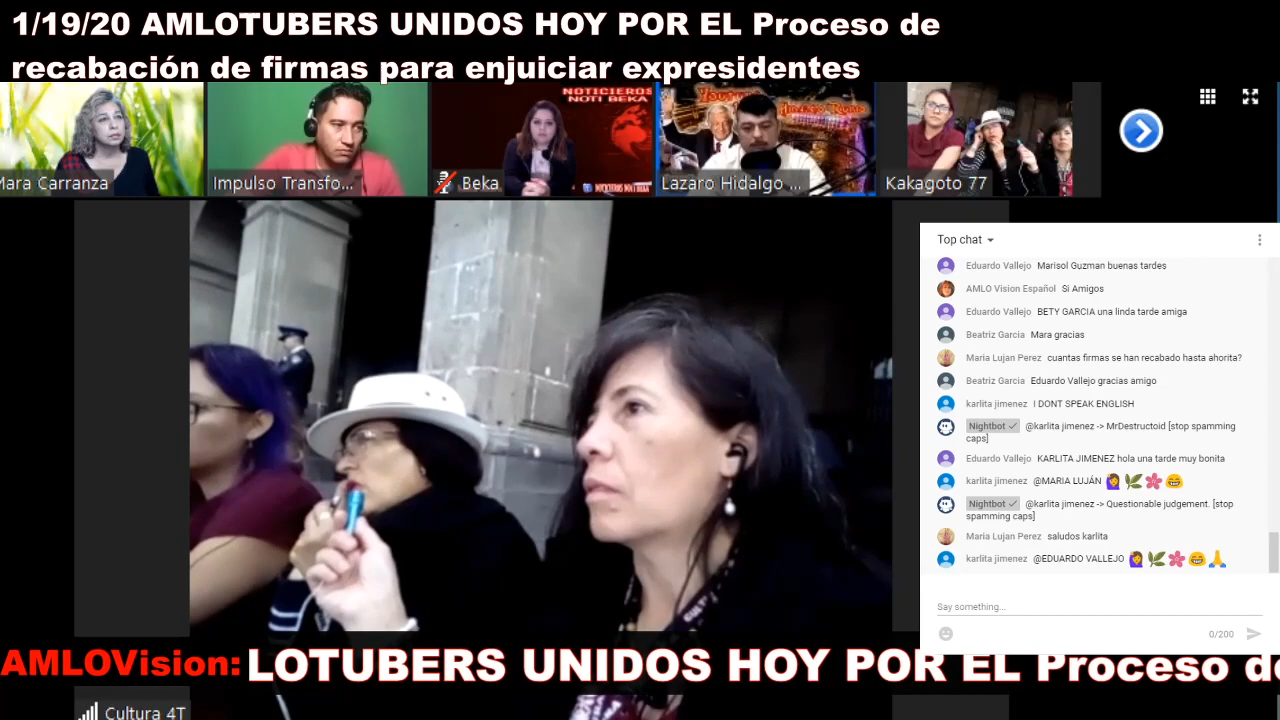 1/19/20 AMLOTUBERS UNIDOS HOY POR EL Proceso de
recabación de firmas para enjuiciar expresidentes
NOTICIEROS
NOTI BEKA
Mara Carranza
Impulso Transfo...
Beka
NOTICIEROS NOTI BEKA
Lazaro Hidalgo ...
Kakagoto 77
Top chat
Eduardo Vallejo Marisol Guzman buenas tardes
AMLO Vision Español Si Amigos
Eduardo Vallejo BETY GARCIA una linda tarde amiga
Beatriz Garcia Mara gracias
Maria Lujan Perez cuantas firmas se han recabado hasta ahorita?
Beatriz Garcia Eduardo Vallejo gracias amigo
karlita jimenez I DONT SPEAK ENGLISH
Nightbot ✓ @karlita jimenez -> MrDestructoid [stop spamming
caps]
Eduardo Vallejo KARLITA JIMENEZ hola una tarde muy bonita
karlita jimenez @MARIA LUJÁN 🙋‍♀️🌿🌸😁
Nightbot ✓ @karlita jimenez -> Questionable judgement. [stop
spamming caps]
Maria Lujan Perez saludos karlita
karlita jimenez @EDUARDO VALLEJO 🙋‍♀️🌿🌸😁🙏
Say something...
0/200
AMLOVision: LOTUBERS UNIDOS HOY POR EL Proceso de
Cultura 4T